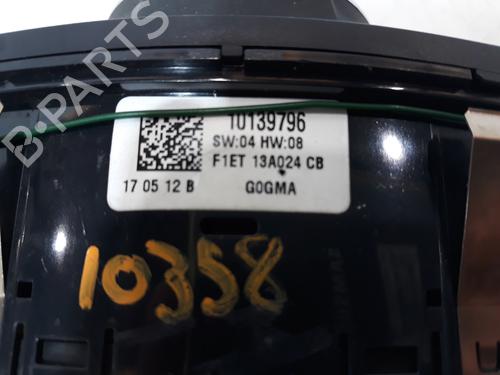 B-PARTS
10139796
SW:04 HW:08
F1ET 13A024 CB
17 05 12 B
G0GMA
10358